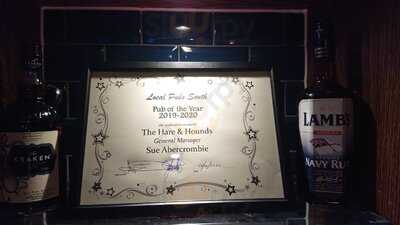 Local Pubs South
Pub of the Year
2019-2020
The Hare & Hounds
General Manager
Sue Abercrombie
KRAKEN
LAMB'S
NAVY RUM